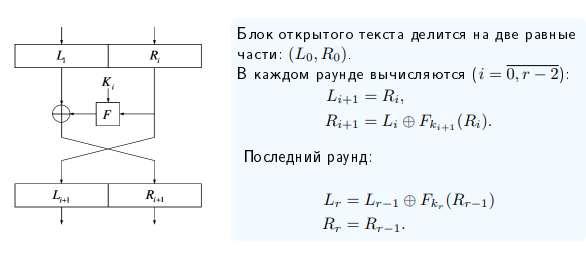 L_i R_i
K_i
F
L_{i+1} R_{i+1}
Блок открытого текста делится на две равные
части: (L_0, R_0).
В каждом раунде вычисляются (i = \overline{0, r − 2}):
L_{i+1} = R_i,
R_{i+1} = L_i ⊕ F_{k_{i+1}}(R_i).
Последний раунд:
L_r = L_{r−1} ⊕ F_{k_r}(R_{r−1})
R_r = R_{r−1}.